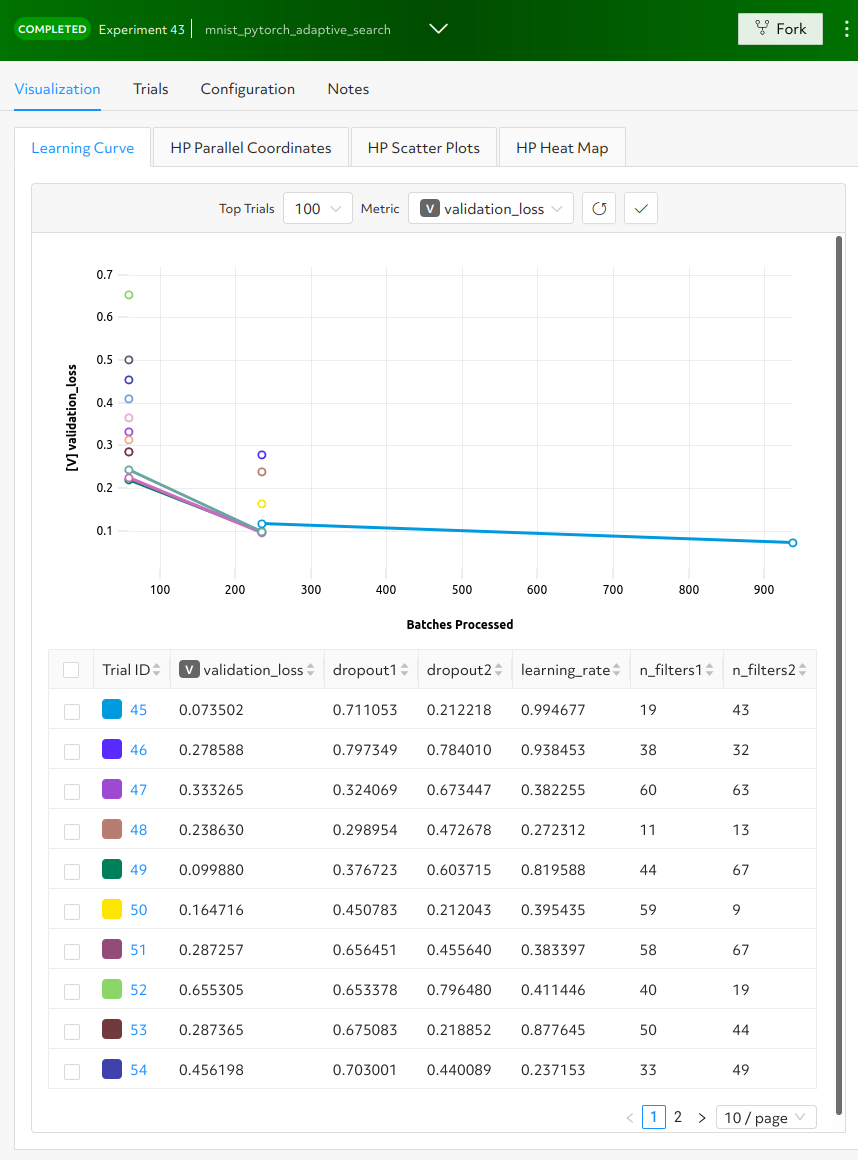 COMPLETED Experiment 43 mnist_pytorch_adaptive_search Fork
Visualization Trials Configuration Notes
Learning Curve HP Parallel Coordinates HP Scatter Plots HP Heat Map
Top Trials 100 Metric V validation_loss
0.7
0.6
0.5
0.4
0.3
0.2
0.1
[V] validation_loss
100 200 300 400 500 600 700 800 900
Batches Processed
Trial ID V validation_loss dropout1 dropout2 learning_rate n_filters1 n_filters2
45 0.073502 0.711053 0.212218 0.994677 19 43
46 0.278588 0.797349 0.784010 0.938453 38 32
47 0.333265 0.324069 0.673447 0.382255 60 63
48 0.238630 0.298954 0.472678 0.272312 11 13
49 0.099880 0.376723 0.603715 0.819588 44 67
50 0.164716 0.450783 0.212043 0.395435 59 9
51 0.287257 0.656451 0.455640 0.383397 58 67
52 0.655305 0.653378 0.796480 0.411446 40 19
53 0.287365 0.675083 0.218852 0.877645 50 44
54 0.456198 0.703001 0.440089 0.237153 33 49
< 1 2 > 10 / page